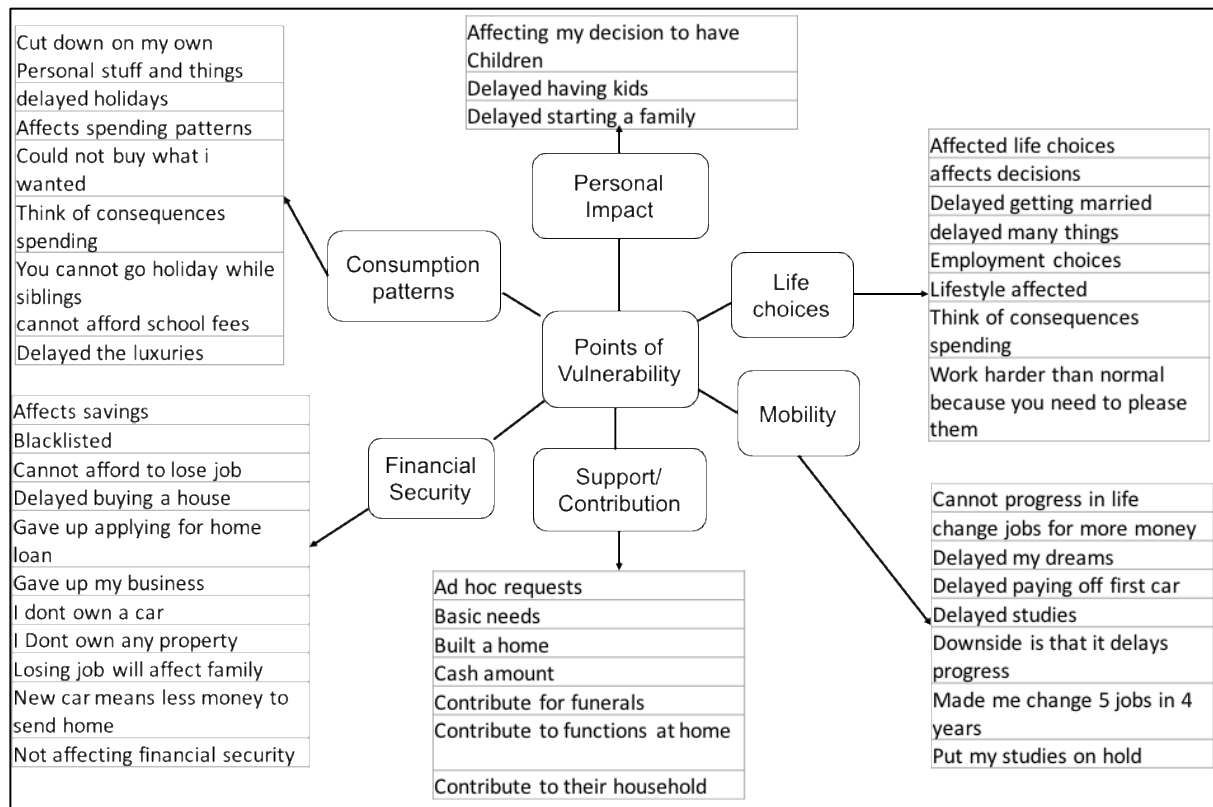 Cut down on my own
Personal stuff and things
delayed holidays
Affects spending patterns
Could not buy what i
wanted
Think of consequences
spending
You cannot go holiday while
siblings
cannot afford school fees
Delayed the luxuries
Affecting my decision to have
Children
Delayed having kids
Delayed starting a family
Personal
Impact
Consumption
patterns
Life
choices
Affected life choices
affects decisions
Delayed getting married
delayed many things
Employment choices
Lifestyle affected
Think of consequences
spending
Work harder than normal
because you need to please
them
Points of
Vulnerability
Mobility
Financial
Security
Support/
Contribution
Affects savings
Blacklisted
Cannot afford to lose job
Delayed buying a house
Gave up applying for home
loan
Gave up my business
I dont own a car
I Dont own any property
Losing job will affect family
New car means less money to
send home
Not affecting financial security
Ad hoc requests
Basic needs
Built a home
Cash amount
Contribute for funerals
Contribute to functions at home
Contribute to their household
Cannot progress in life
change jobs for more money
Delayed my dreams
Delayed paying off first car
Delayed studies
Downside is that it delays
progress
Made me change 5 jobs in 4
years
Put my studies on hold